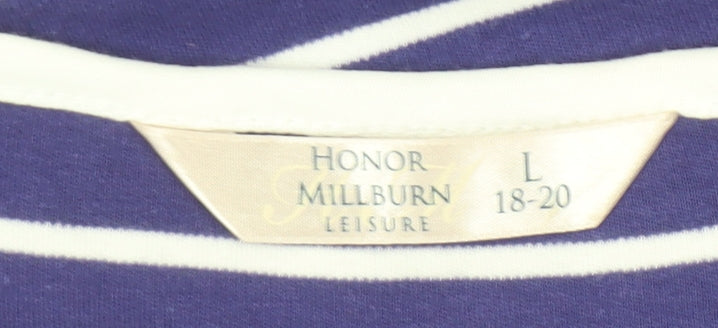 HONOR
MILLBURN
LEISURE
L
18-20